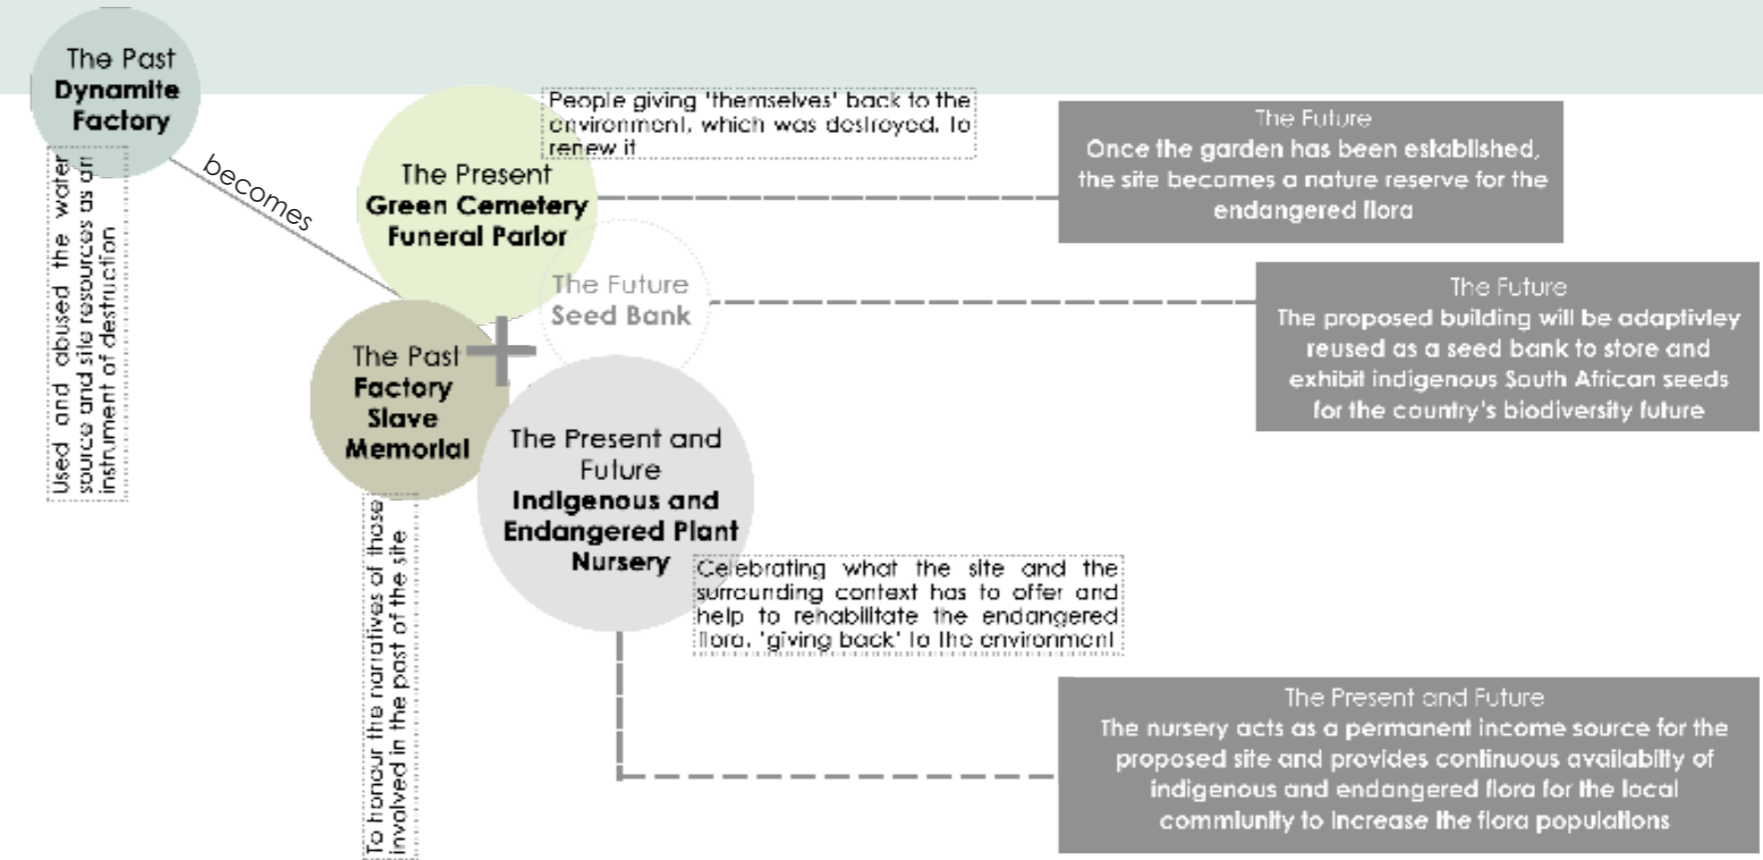 The Past
Dynamite
Factory
Used and abused the water
source and site resources as an
instrument of destruction
becomes
The Present
Green Cemetery
Funeral Parlor
People giving 'themselves' back to the
environment, which was destroyed, to
renew it
The Future
Once the garden has been established,
the site becomes a nature reserve for the
endangered flora
The Future
Seed Bank
The Future
The proposed building will be adaptivley
reused as a seed bank to store and
exhibit indigenous South African seeds
for the country's biodiversity future
The Past
Factory
Slave
Memorial
+
To honour the narratives of those
involved in the past of the site
The Present and
Future
Indigenous and
Endangered Plant
Nursery
Celebrating what the site and the
surrounding context has to offer and
help to rehabilitate the endangered
flora, 'giving back' to the environment
The Present and Future
The nursery acts as a permanent income source for the
proposed site and provides continuous availabilty of
indigenous and endangered flora for the local
commiunity to increase the flora populations